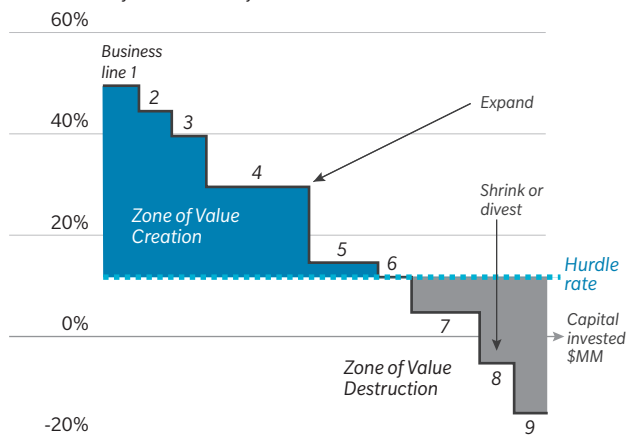 60%
Business
line 1
2
3
40%
Expand
4
Shrink or
divest
Zone of Value
Creation
20%
5
6
Hurdle
rate
0%
7
Capital
invested
$MM
Zone of Value
Destruction
8
-20%
9